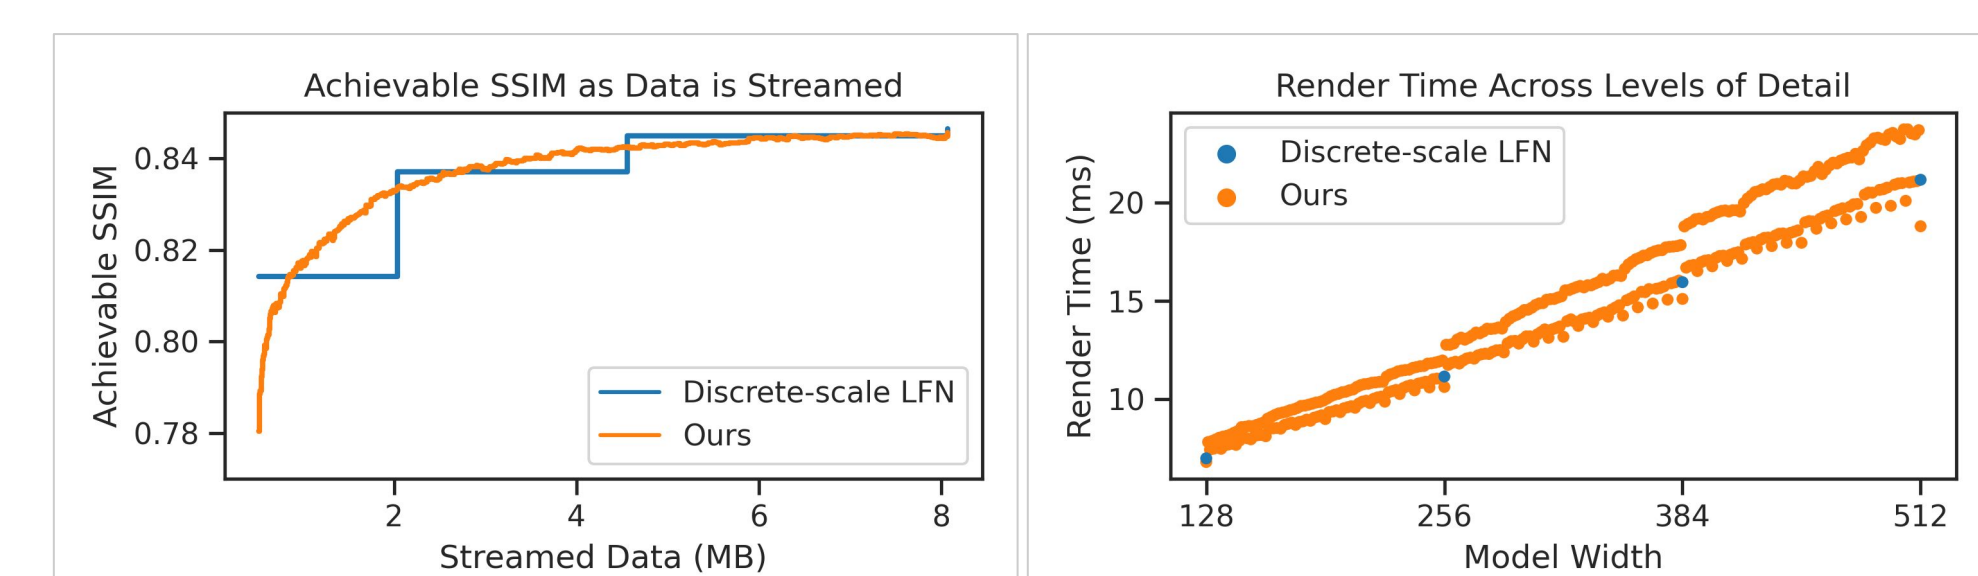 Achievable SSIM as Data is Streamed
Achievable SSIM
0.84
0.82
0.80
0.78
Discrete-scale LFN
Ours
2 4 6 8
Streamed Data (MB)
Render Time Across Levels of Detail
Render Time (ms)
20
15
10
Discrete-scale LFN
Ours
128 256 384 512
Model Width